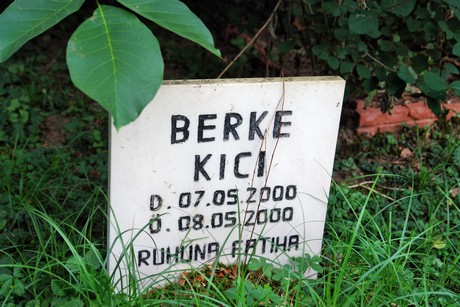 BERKE
KICI
D.07.05.2000
Ö.08.05.2000
RUHUNA FATIHA